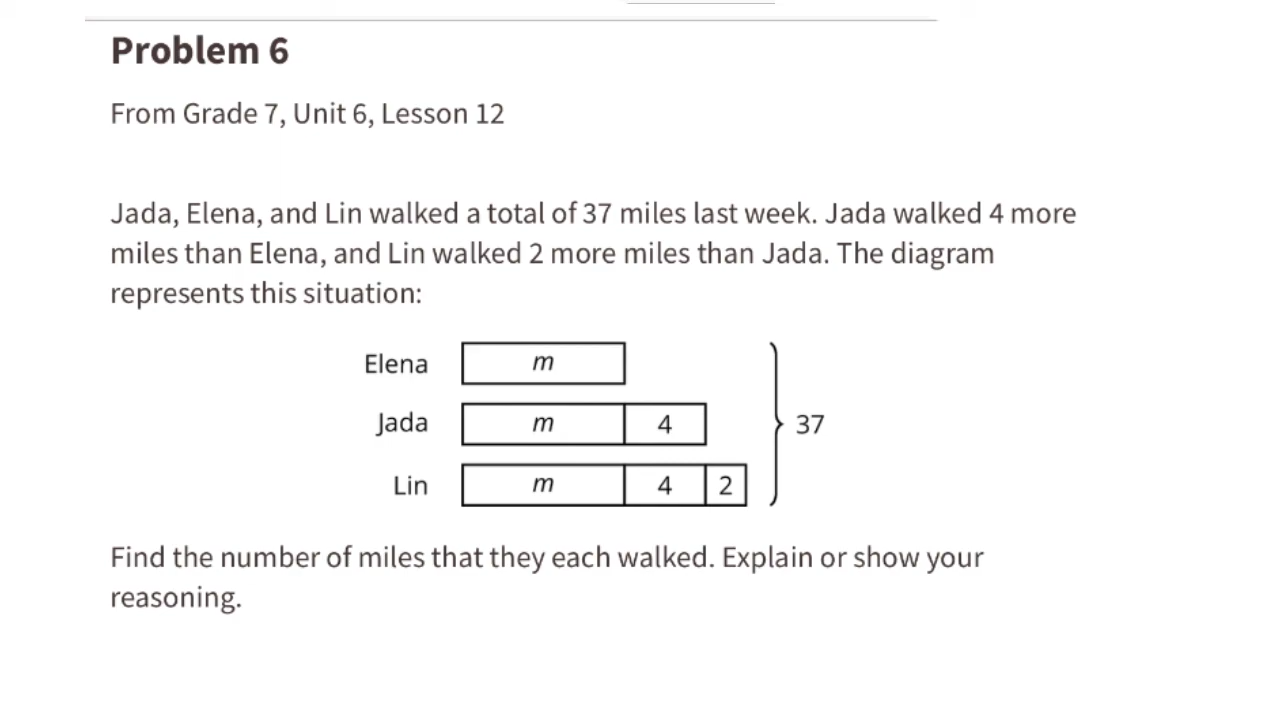 Problem 6
From Grade 7, Unit 6, Lesson 12
Jada, Elena, and Lin walked a total of 37 miles last week. Jada walked 4 more
miles than Elena, and Lin walked 2 more miles than Jada. The diagram
represents this situation:
Elena m
Jada m 4 37
Lin m 4 2
Find the number of miles that they each walked. Explain or show your
reasoning.